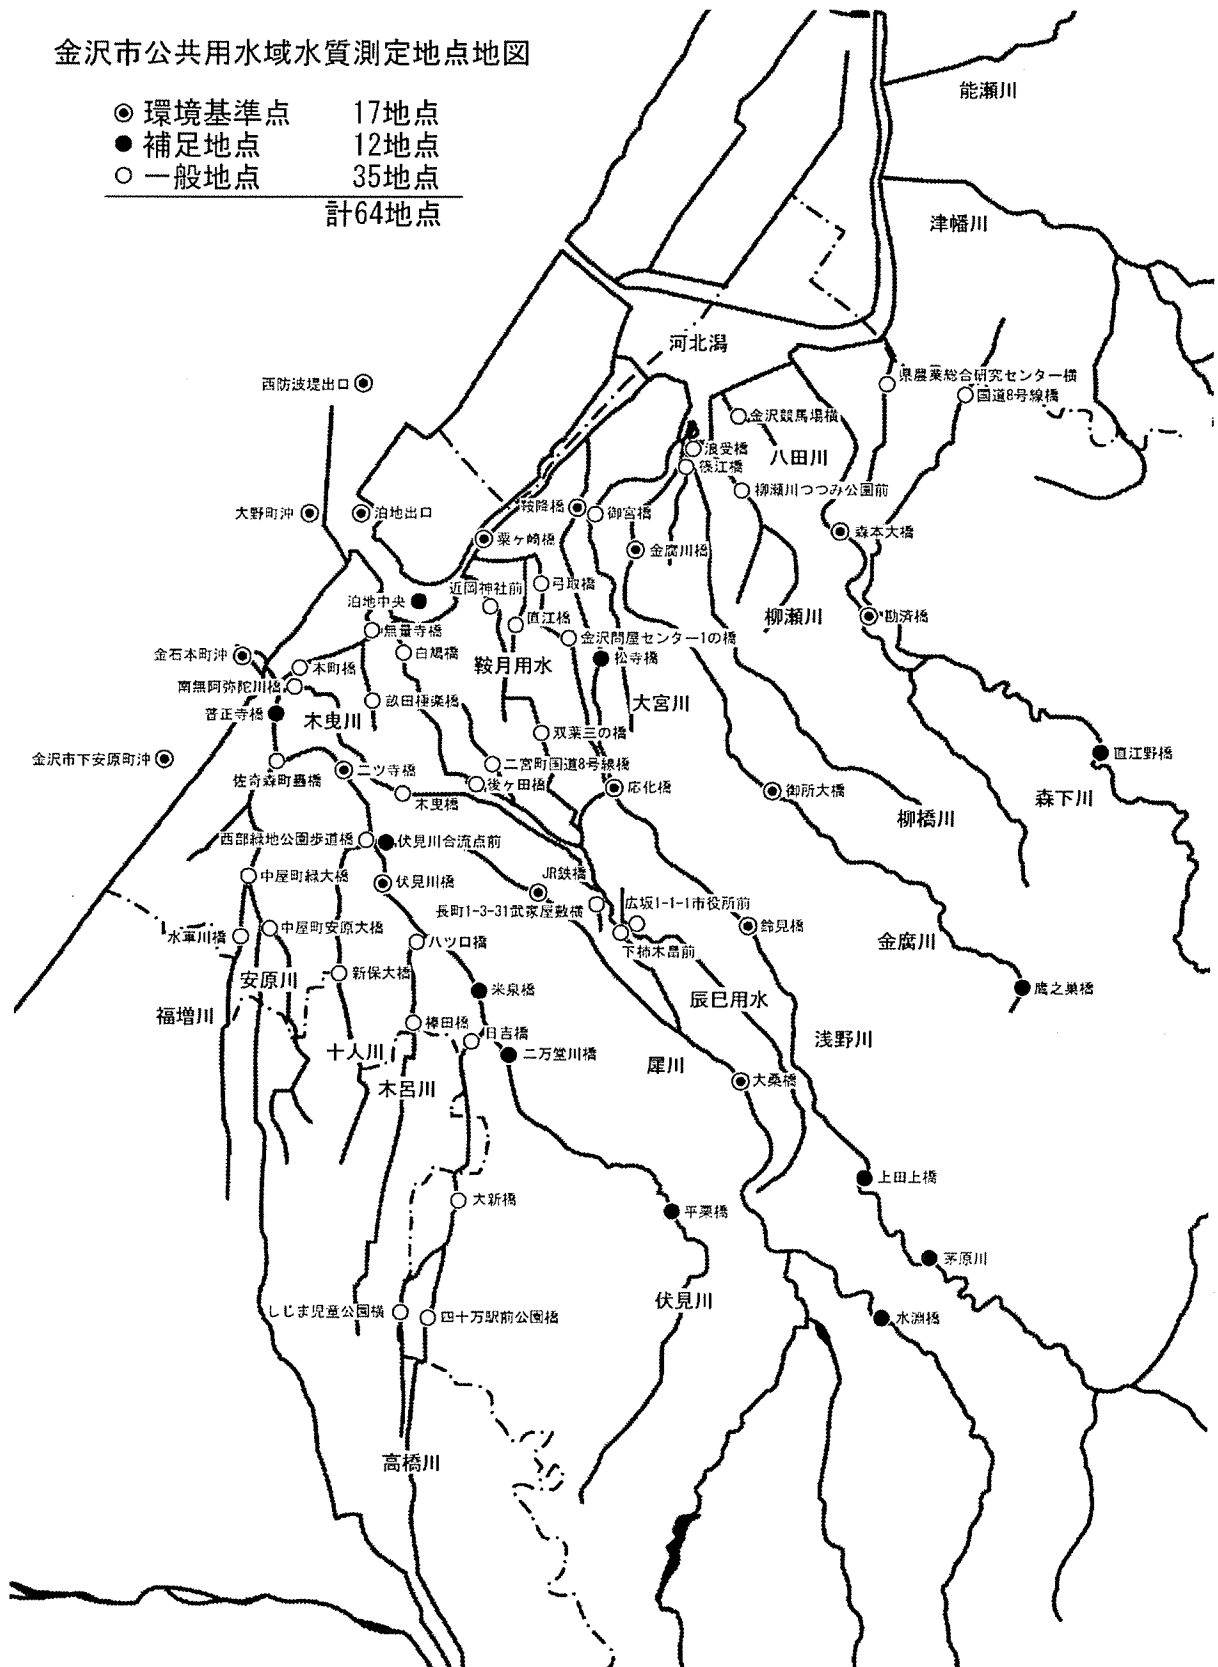 金沢市公共用水域水質測定地点地図
環境基準点 17地点
補足地点 12地点
一般地点 35地点
計64地点
能瀬川
津幡川
河北潟
西防波堤出口
県農業総合研究センター横
国道8号線橋
金沢競馬場横
浪受橋
八田川
篠江橋
柳瀬川つつみ公園前
大野町沖
泊地出口
鞍降橋
御宮橋
森本大橋
粟ヶ崎橋
金腐川橋
近岡神社前
弓取橋
泊地中央
柳瀬川
勘済橋
直江橋
無量寺橋
金沢問屋センター1の橋
金石本町沖
白鳩橋
松寺橋
本町橋
鞍月用水
南無阿弥陀川橋
畝田極楽橋
大宮川
普正寺橋
木曳川
双葉三の橋
直江野橋
金沢市下安原町沖
二ツ寺橋
二宮町国道8号線橋
佐奇森町轟橋
後ヶ田橋
応化橋
御所大橋
木曳橋
森下川
柳橋川
西部緑地公園歩道橋
伏見川合流点前
JR鉄橋
中屋町緑大橋
伏見川橋
長町1-3-31武家屋敷横
広坂1-1-1市役所前
中屋町安原大橋
鈴見橋
水車川橋
八ツ口橋
下柿木畠前
金腐川
安原川
新保大橋
米泉橋
辰巳用水
鷹之巣橋
福増川
槺田橋
日吉橋
浅野川
十人川
二万堂川橋
犀川
木呂川
大桑橋
上田上橋
大新橋
平栗橋
茅原川
伏見川
しじま児童公園横
四十万駅前公園橋
水淵橋
高橋川